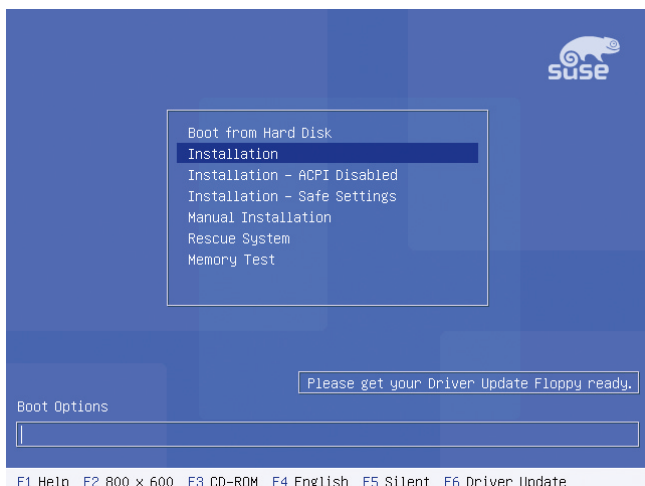 suse
Boot from Hard Disk
Installation
Installation - ACPI Disabled
Installation - Safe Settings
Manual Installation
Rescue System
Memory Test
Please get your Driver Update Floppy ready.
Boot Options
F1 Help F2 800 x 600 F3 CD-ROM F4 English F5 Silent F6 Driver Update